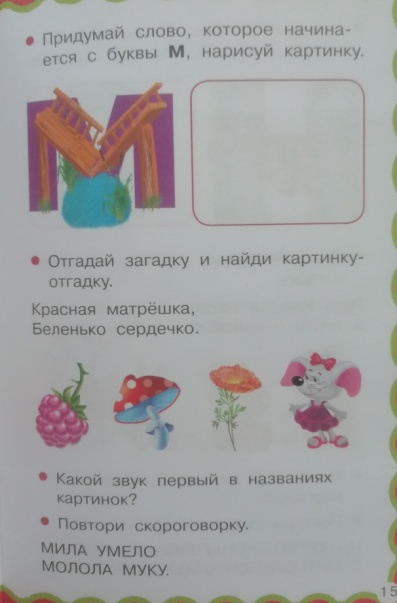 Придумай слово, которое начина-
ется с буквы М, нарисуй картинку.
Отгадай загадку и найди картинку-
отгадку.
Красная матрёшка,
Беленько сердечко.
Какой звук первый в названиях
картинок?
Повтори скороговорку.
МИЛА УМЕЛО
МОЛОЛА МУКУ.
15